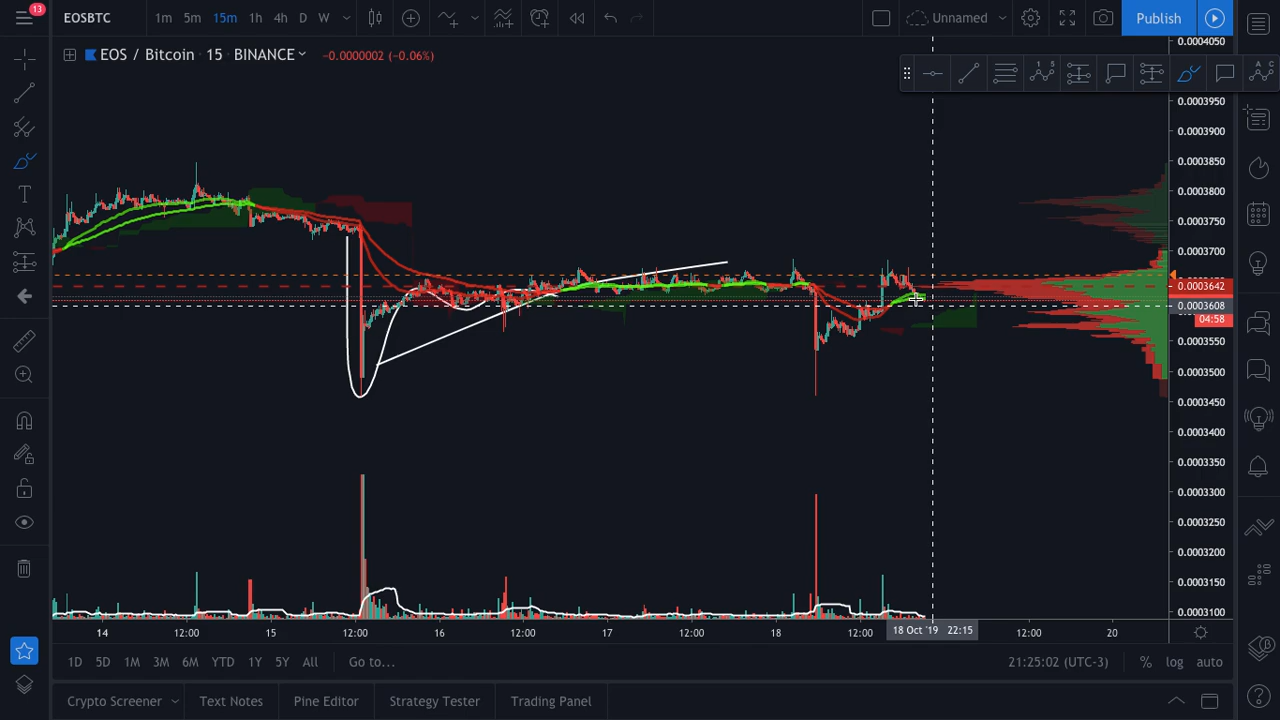 13
EOSBTC
1m 5m 15m 1h 4h D W
Unnamed
Publish
EOS / Bitcoin · 15 · BINANCE
−0.0000002 (−0.06%)
0.0004050
0.0003950
0.0003900
0.0003850
0.0003800
0.0003750
0.0003700
0.0003642
0.0003608
04:58
0.0003550
0.0003500
0.0003450
0.0003400
0.0003350
0.0003300
0.0003250
0.0003200
0.0003150
0.0003100
14 12:00 15 12:00 16 12:00 17 12:00 18 12:00 18 Oct '19 22:15 12:00 20
1D 5D 1M 3M 6M YTD 1Y 5Y All Go to...
21:25:02 (UTC-3) % log auto
Crypto Screener Text Notes Pine Editor Strategy Tester Trading Panel